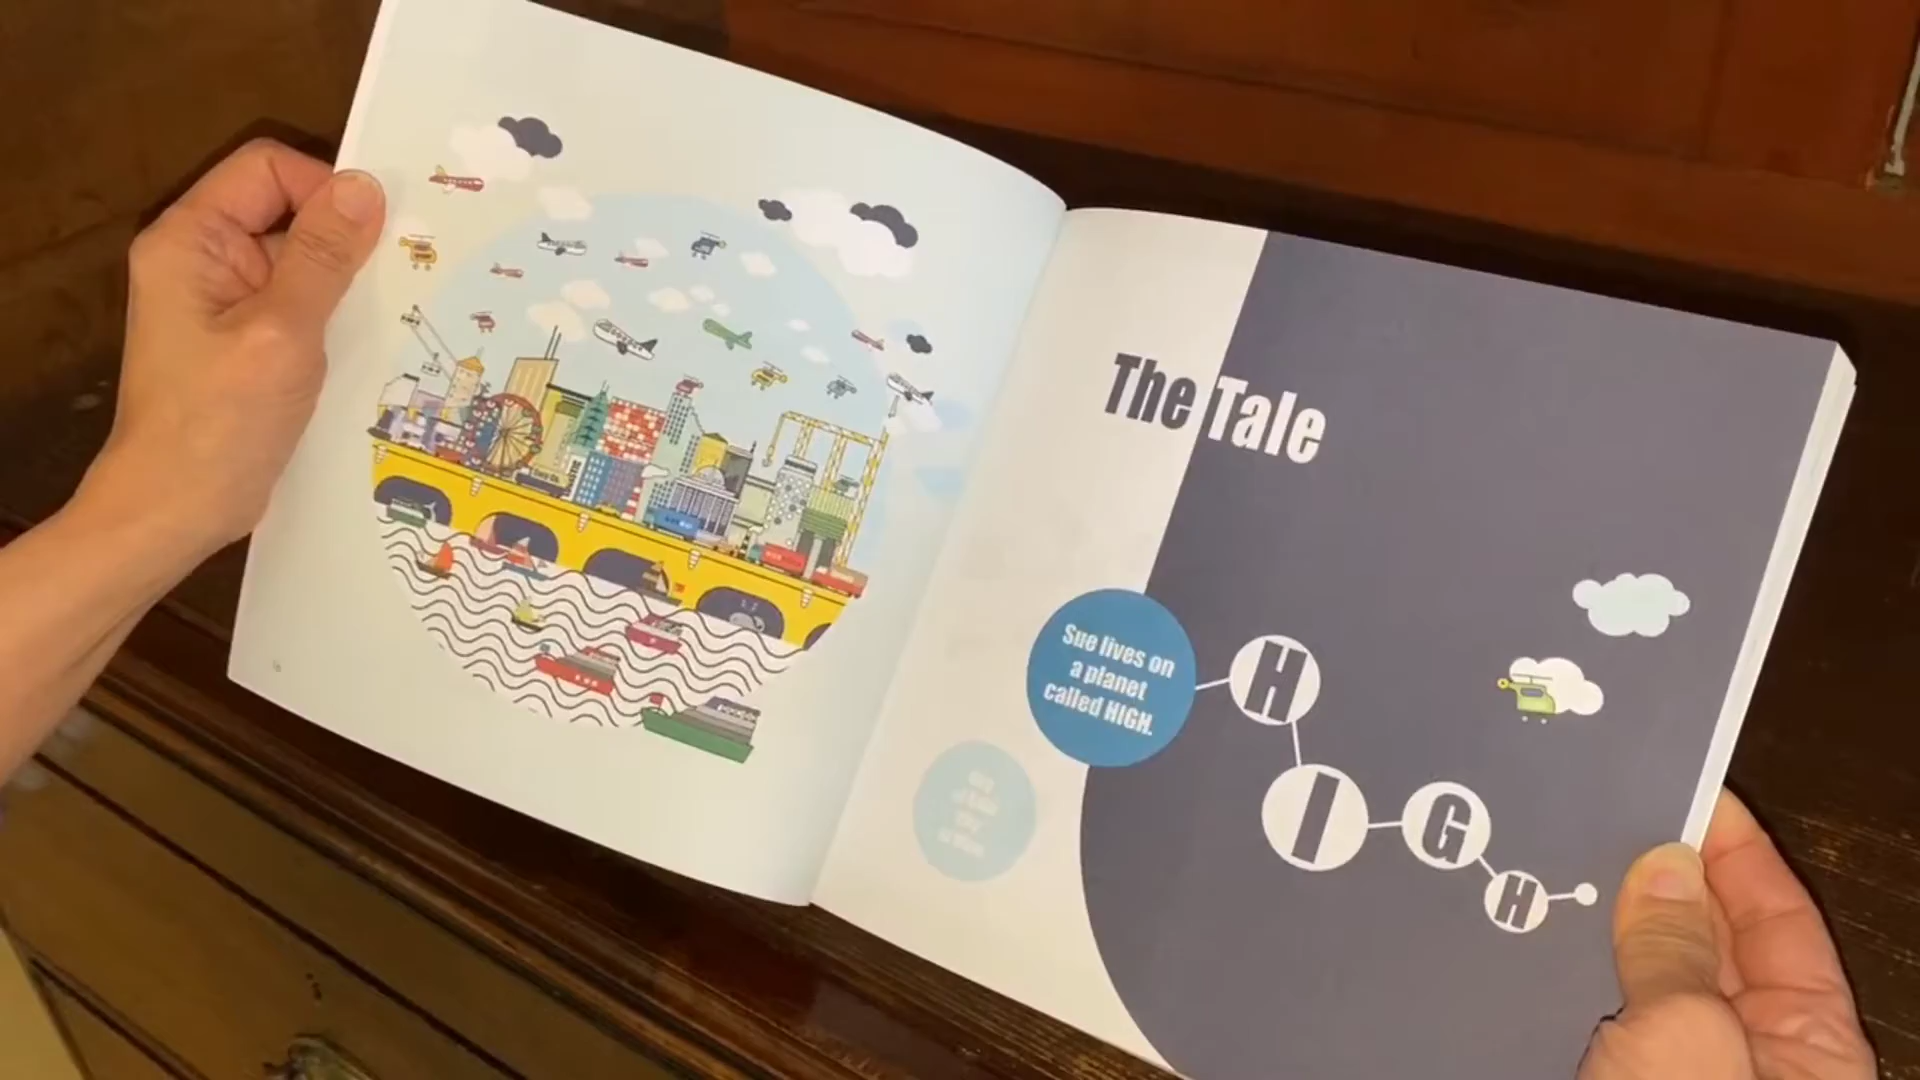 The Tale
Sue lives on
a planet
called HIGH.
H
I
G
H